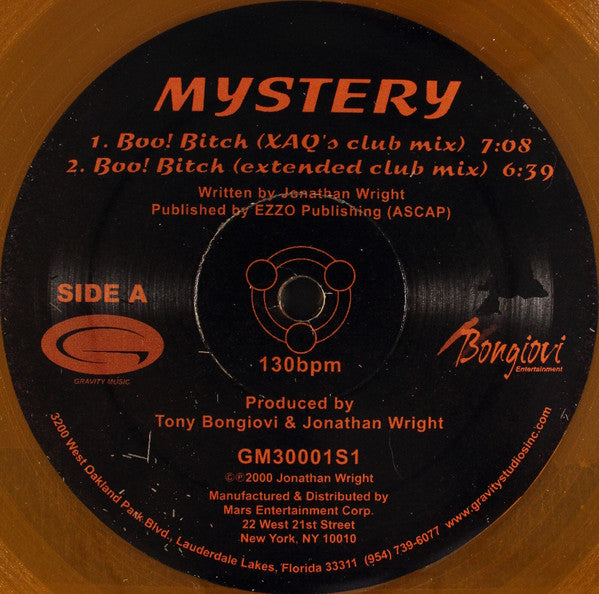 MYSTERY
1. Boo! Bitch (XAQ's club mix) 7:08
2. Boo! Bitch (extended club mix) 6:39
Written by Jonathan Wright
Published by EZZO Publishing (ASCAP)
SIDE A
G
GRAVITY MUSIC
130bpm
Bongiovi
Entertainment
Produced by
Tony Bongiovi & Jonathan Wright
GM30001S1
©℗2000 Jonathan Wright
Manufactured & Distributed by
Mars Entertainment Corp.
22 West 21st Street
New York, NY 10010
3200 West Oakland Park Blvd., Lauderdale Lakes, Florida 33311 (954) 739-6077 www.gravitystudiosinc.com